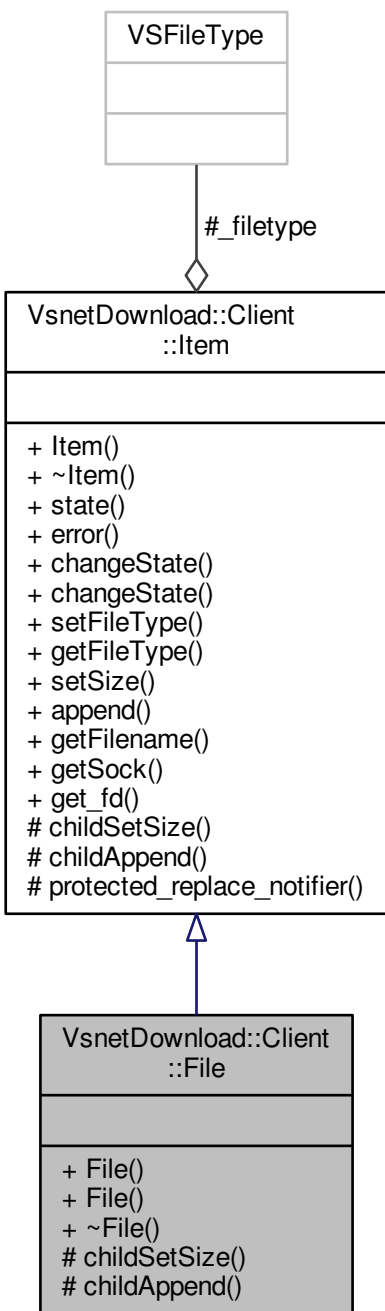 VSFileType
#_filetype
VsnetDownload::Client
::Item
+ Item()
+ ~Item()
+ state()
+ error()
+ changeState()
+ changeState()
+ setFileType()
+ getFileType()
+ setSize()
+ append()
+ getFilename()
+ getSock()
+ get_fd()
# childSetSize()
# childAppend()
# protected_replace_notifier()
VsnetDownload::Client
::File
+ File()
+ File()
+ ~File()
# childSetSize()
# childAppend()